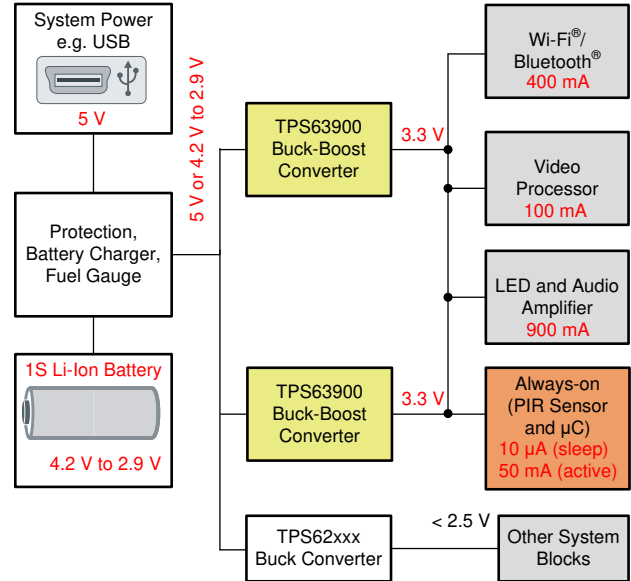 System Power
e.g. USB
5 V
Protection,
Battery Charger,
Fuel Gauge
1S Li-Ion Battery
4.2 V to 2.9 V
5 V or 4.2 V to 2.9 V
TPS63900
Buck-Boost
Converter
3.3 V
TPS63900
Buck-Boost
Converter
3.3 V
TPS62xxx
Buck Converter
< 2.5 V
Wi-Fi®/
Bluetooth®
400 mA
Video
Processor
100 mA
LED and Audio
Amplifier
900 mA
Always-on
(PIR Sensor
and µC)
10 µA (sleep)
50 mA (active)
Other System
Blocks